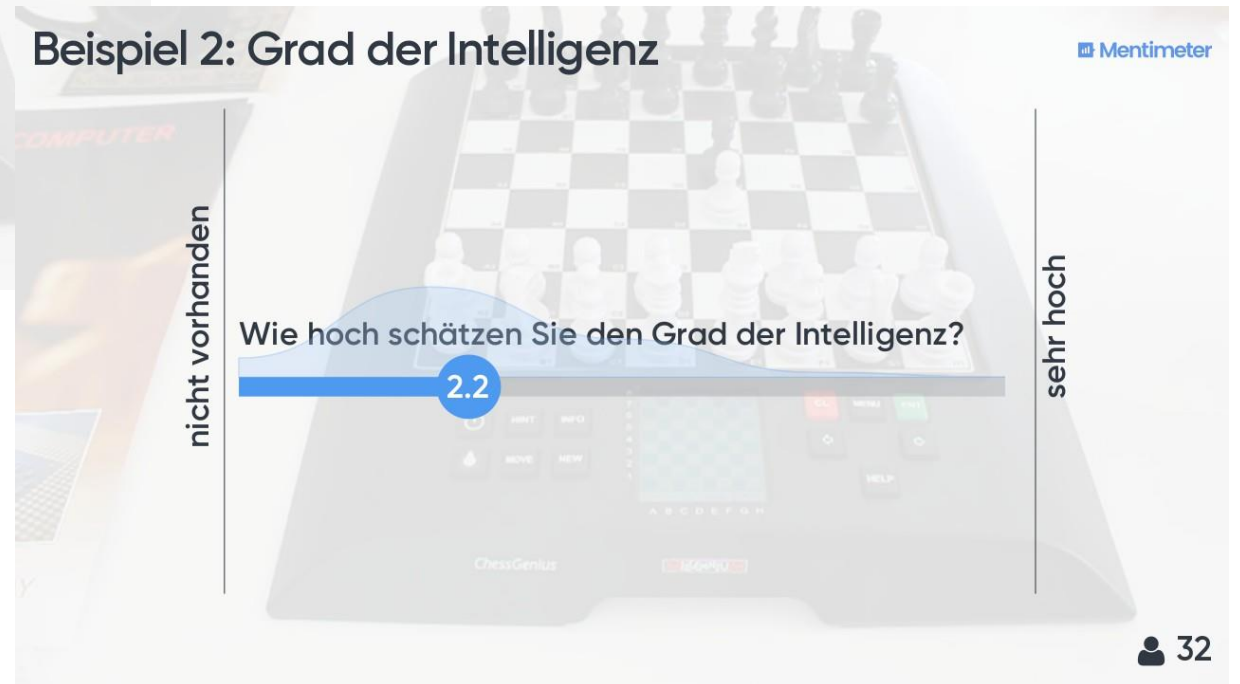 Beispiel 2: Grad der Intelligenz
Mentimeter
COMPUTER
nicht vorhanden
Wie hoch schätzen Sie den Grad der Intelligenz?
sehr hoch
2.2
HINT
INFO
MENU
MOVE
NEW
HELP
A B C D E F G H
ChessGenius
32